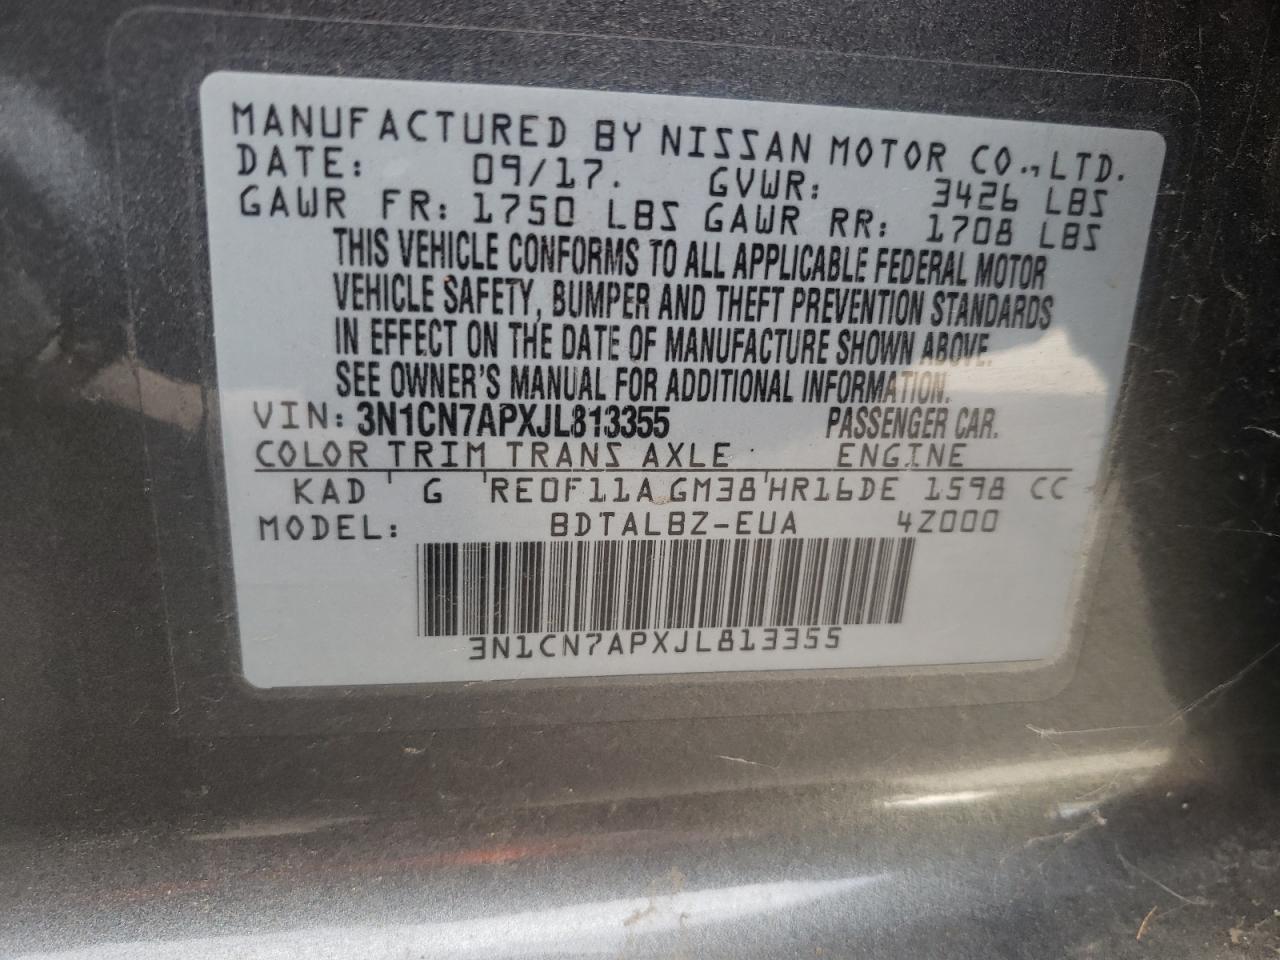 MANUFACTURED BY NISSAN MOTOR CO.,LTD.
DATE: 09/17. GVWR: 3426 LBS
GAWR FR: 1750 LBS GAWR RR: 1708 LBS
THIS VEHICLE CONFORMS TO ALL APPLICABLE FEDERAL MOTOR
VEHICLE SAFETY, BUMPER AND THEFT PREVENTION STANDARDS
IN EFFECT ON THE DATE OF MANUFACTURE SHOWN ABOVE.
SEE OWNER'S MANUAL FOR ADDITIONAL INFORMATION.
VIN: 3N1CN7APXJL813355 PASSENGER CAR.
COLOR TRIM TRANS AXLE ENGINE
KAD ' G 'RE0F11A GM38'HR16DE 1598 CC
MODEL: BDTALBZ-EUA 4Z000
3N1CN7APXJL813355